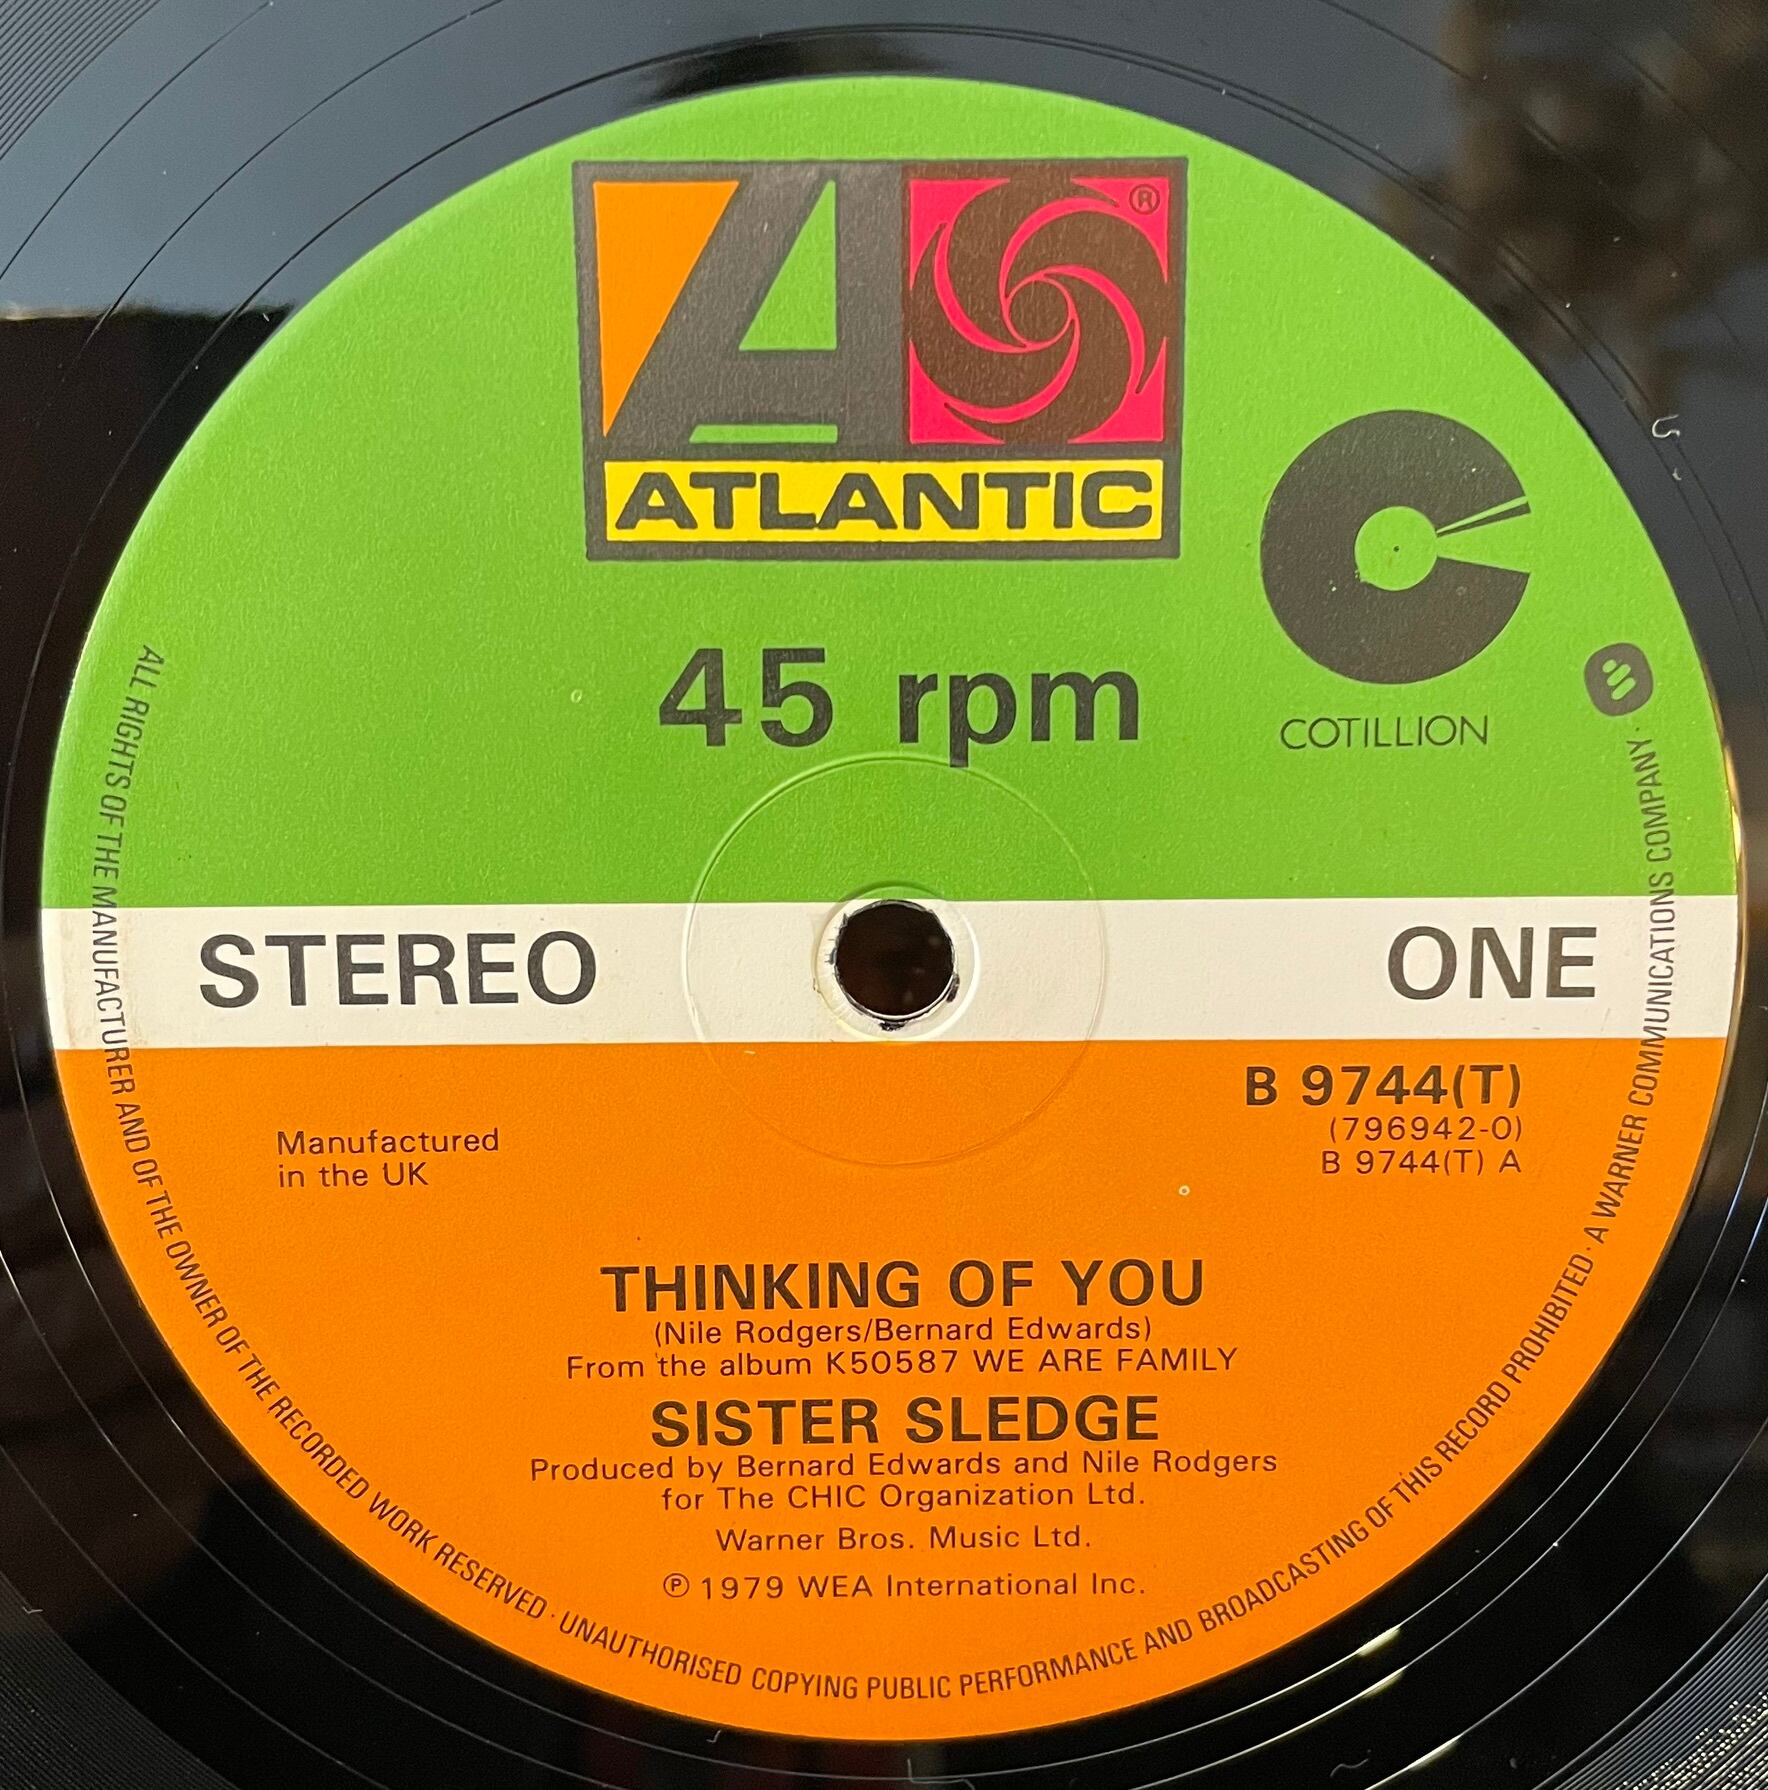 ®
ATLANTIC
45 rpm
COTILLION
STEREO
ONE
B 9744(T)
(796942-0)
B 9744(T) A
Manufactured
in the UK
THINKING OF YOU
(Nile Rodgers/Bernard Edwards)
From the album K50587 WE ARE FAMILY
SISTER SLEDGE
Produced by Bernard Edwards and Nile Rodgers
for The CHIC Organization Ltd.
Warner Bros. Music Ltd.
℗ 1979 WEA International Inc.
ALL RIGHTS OF THE MANUFACTURER AND OF THE OWNER OF THE RECORDED WORK RESERVED · UNAUTHORISED COPYING PUBLIC PERFORMANCE AND BROADCASTING OF THIS RECORD PROHIBITED · A WARNER COMMUNICATIONS COMPANY ·